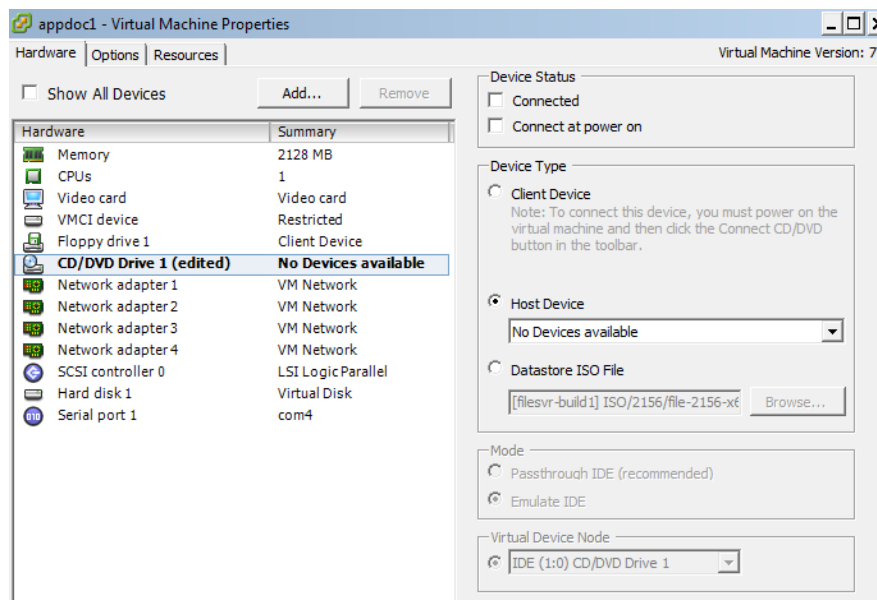 appdoc1 - Virtual Machine Properties
Hardware Options Resources
Virtual Machine Version: 7
Show All Devices
Add...
Remove
Hardware Summary
Memory 2128 MB
CPUs 1
Video card Video card
VMCI device Restricted
Floppy drive 1 Client Device
CD/DVD Drive 1 (edited) No Devices available
Network adapter 1 VM Network
Network adapter 2 VM Network
Network adapter 3 VM Network
Network adapter 4 VM Network
SCSI controller 0 LSI Logic Parallel
Hard disk 1 Virtual Disk
Serial port 1 com4
Device Status
Connected
Connect at power on
Device Type
Client Device
Note: To connect this device, you must power on the
virtual machine and then click the Connect CD/DVD
button in the toolbar.
Host Device
No Devices available
Datastore ISO File
[filesvr-build1] ISO/2156/file-2156-x6
Browse...
Mode
Passthrough IDE (recommended)
Emulate IDE
Virtual Device Node
IDE (1:0) CD/DVD Drive 1